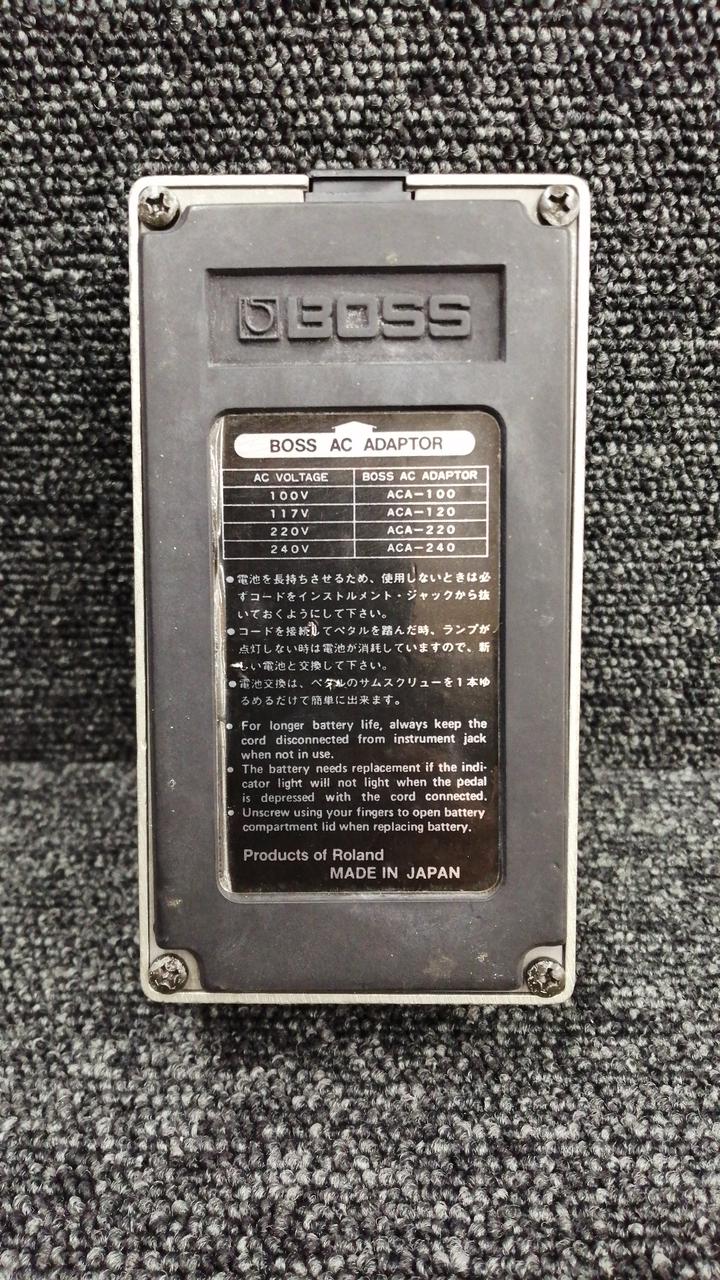 BOSS
BOSS AC ADAPTOR
AC VOLTAGE BOSS AC ADAPTOR
100V ACA-100
117V ACA-120
220V ACA-220
240V ACA-240
●電池を長持ちさせるため、使用しないときは必
ずコードをインストルメント・ジャックから抜
いておくようにして下さい。
●コードを接続してペタルを踏んだ時、ランプが
点灯しない時は電池が消耗していますので、新
しい電池と交換して下さい。
●電池交換は、ペタルのサムスクリューを1本ゆ
るめるだけで簡単に出来ます。
● For longer battery life, always keep the
cord disconnected from instrument jack
when not in use.
● The battery needs replacement if the indi-
cator light will not light when the pedal
is depressed with the cord connected.
● Unscrew using your fingers to open battery
compartment lid when replacing battery.
Products of Roland
MADE IN JAPAN